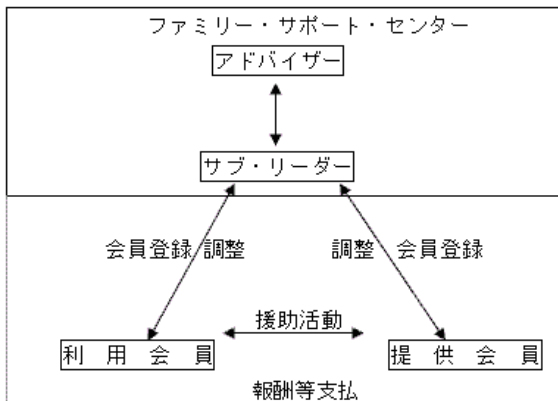 ファミリー・サポート・センター
アドバイザー
サブ・リーダー
会員登録 調整 調整 会員登録
援助活動
利用会員 提供会員
報酬等支払